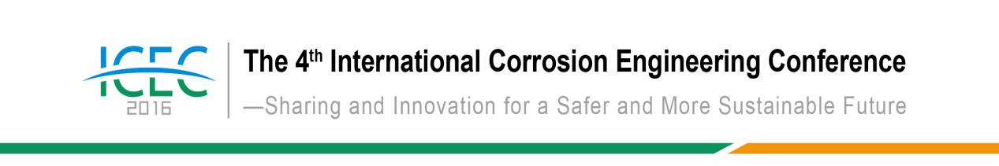 ICEC
2016
The 4th International Corrosion Engineering Conference
—Sharing and Innovation for a Safer and More Sustainable Future